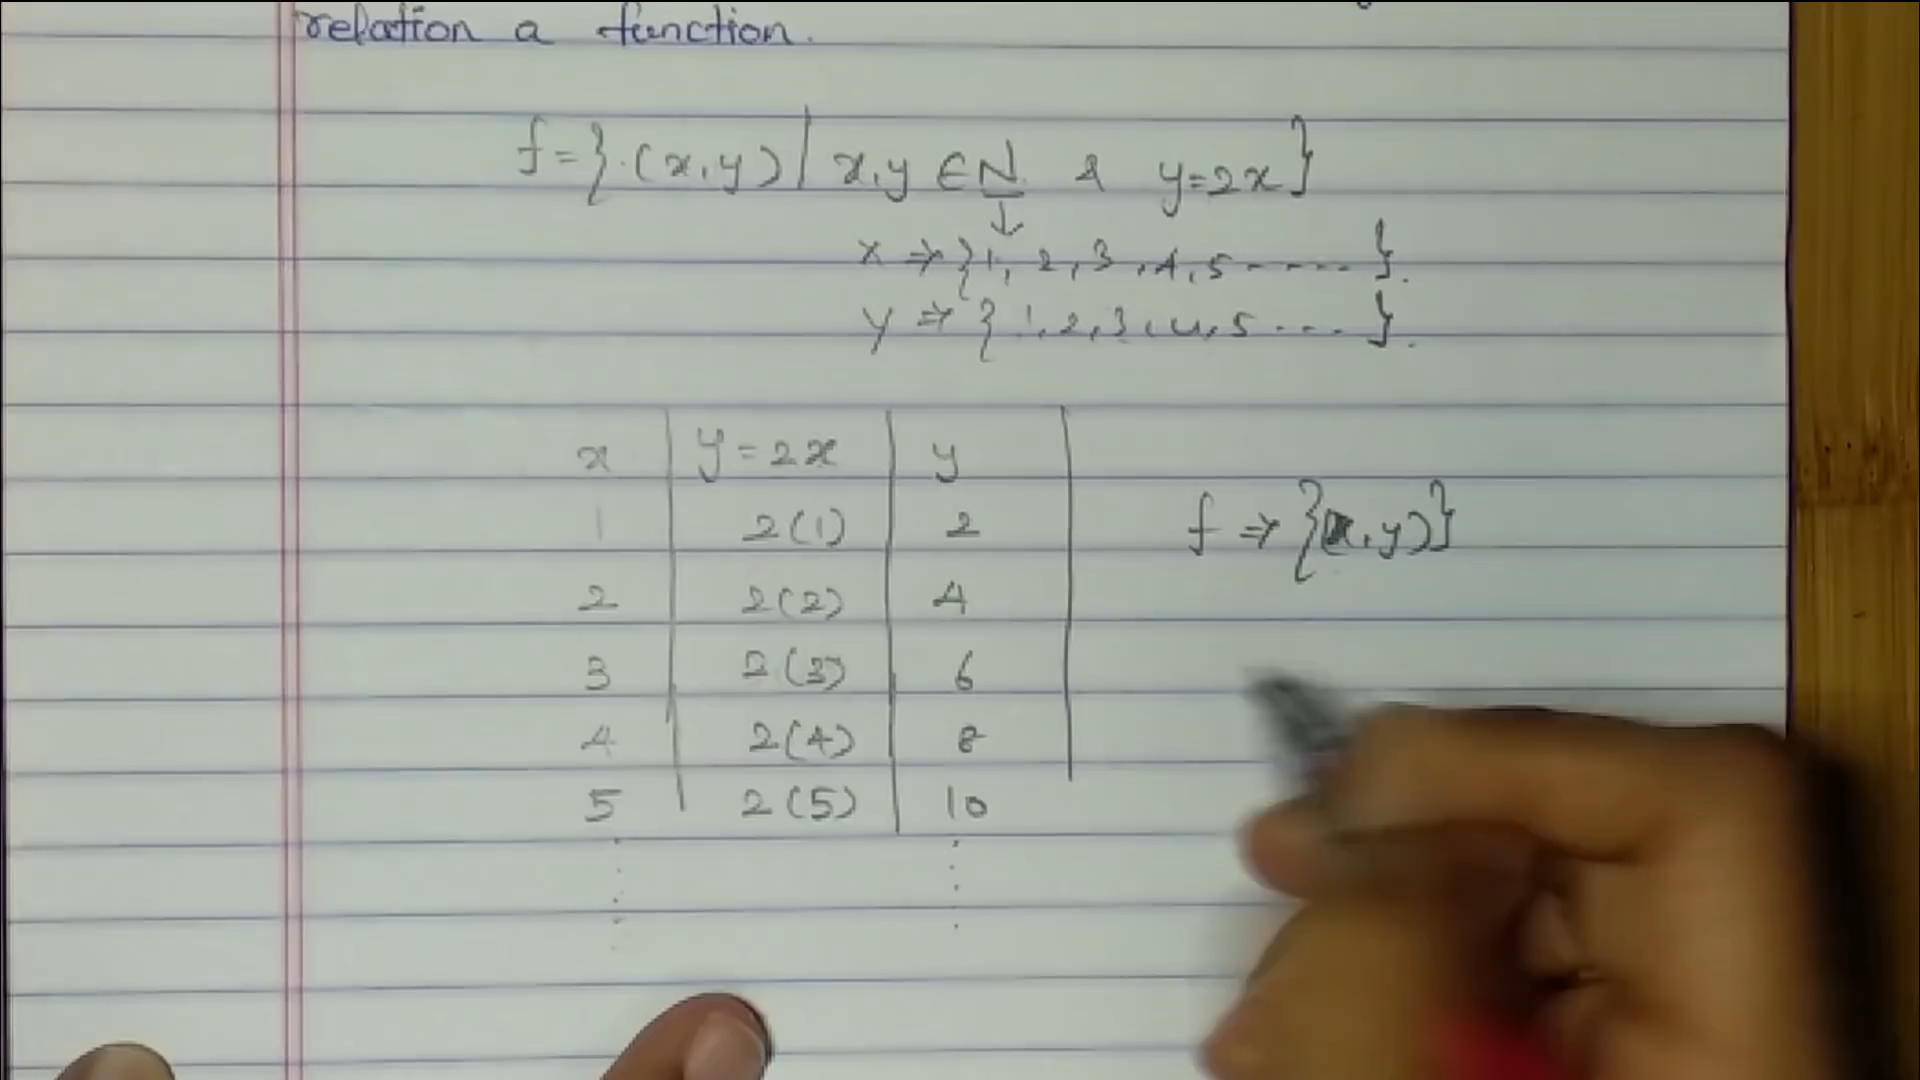 relation a function.
f = {(x,y) | x,y ∈ N & y=2x}
↓
x ⇒ {1, 2, 3, 4, 5 ..... }.
y ⇒ { 1, 2, 3, 4, 5 ... }.
x | y = 2x | y
1 | 2(1) | 2
f ⇒ {(x,y)}
2 | 2(2) | 4
3 | 2(3) | 6
4 | 2(4) | 8
5 | 2(5) | 10